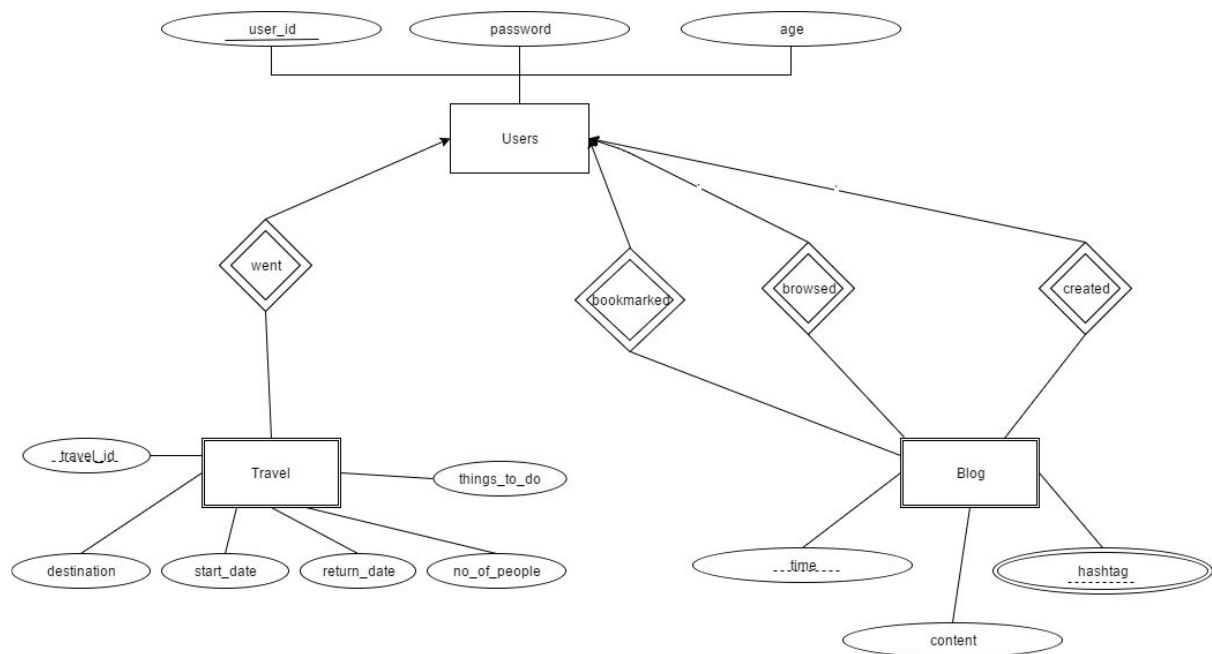 user_id
password
age
Users
went
bookmarked
browsed
created
travel_id
Travel
things_to_do
Blog
destination
start_date
return_date
no_of_people
time
hashtag
content